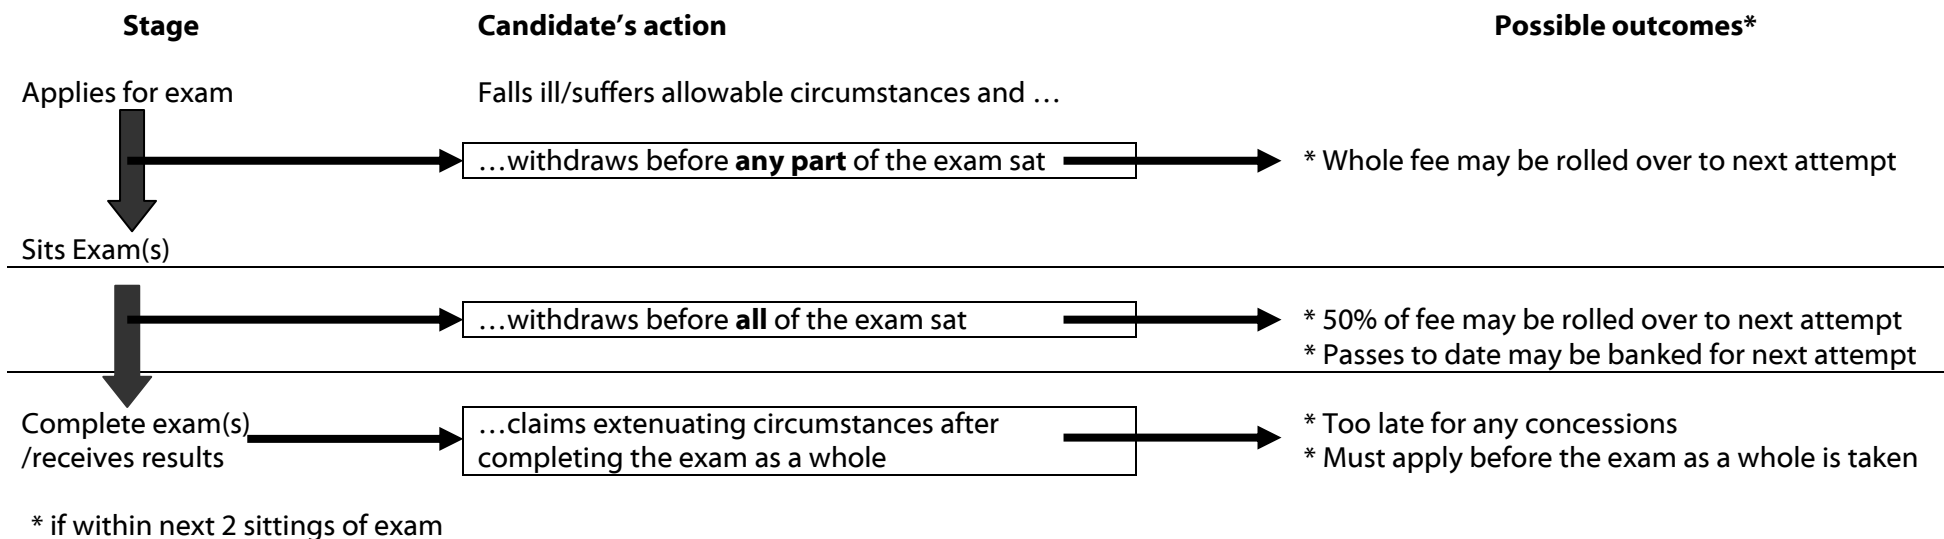 Stage Candidate’s action Possible outcomes*
Applies for exam Falls ill/suffers allowable circumstances and …
…withdraws before any part of the exam sat * Whole fee may be rolled over to next attempt
Sits Exam(s)
…withdraws before all of the exam sat * 50% of fee may be rolled over to next attempt
* Passes to date may be banked for next attempt
Complete exam(s) …claims extenuating circumstances after * Too late for any concessions
/receives results completing the exam as a whole * Must apply before the exam as a whole is taken
* if within next 2 sittings of exam